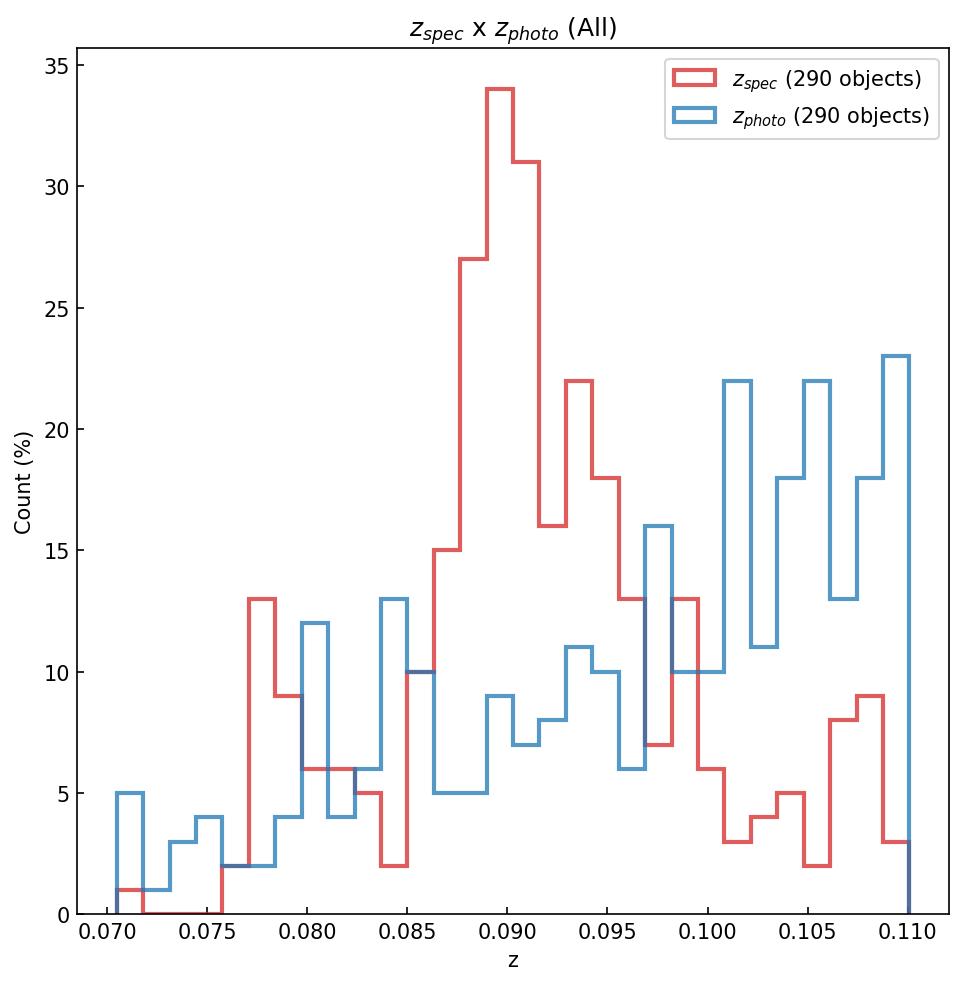 z_spec x z_photo (All)
z_spec (290 objects)
z_photo (290 objects)
Count (%)
35
30
25
20
15
10
5
0
0.070 0.075 0.080 0.085 0.090 0.095 0.100 0.105 0.110
z